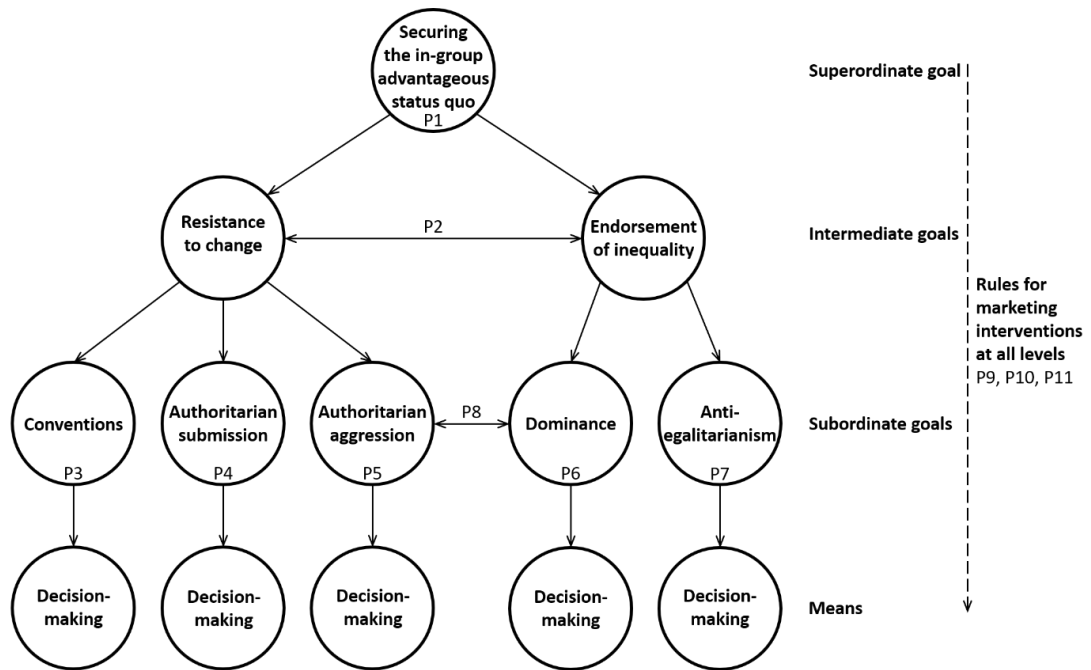 Securing
the in-group
advantageous
status quo
P1
Superordinate goal
Resistance
to change
P2
Endorsement
of inequality
Intermediate goals
Rules for
marketing
interventions
at all levels
P9, P10, P11
Conventions
P3
Authoritarian
submission
P4
Authoritarian
aggression
P5
P8
Dominance
P6
Anti-
egalitarianism
P7
Subordinate goals
Decision-
making
Decision-
making
Decision-
making
Decision-
making
Decision-
making
Means